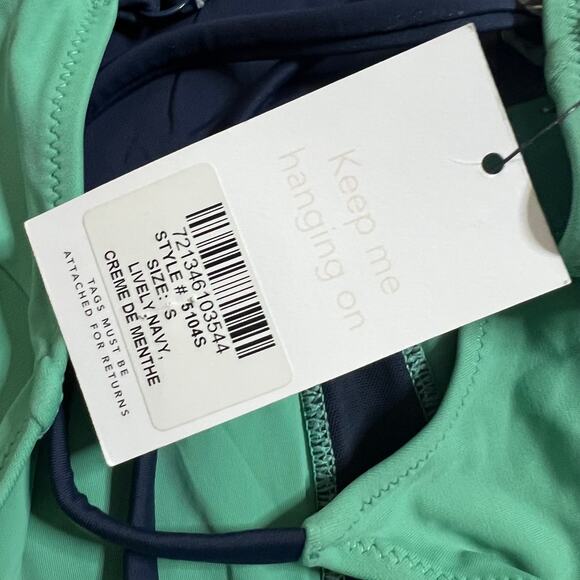 Keep me
hanging on
721346103544
STYLE # 5104S
SIZE: S
LIVELY, NAVY,
CREME DE MENTHE
TAGS MUST BE
ATTACHED FOR RETURNS